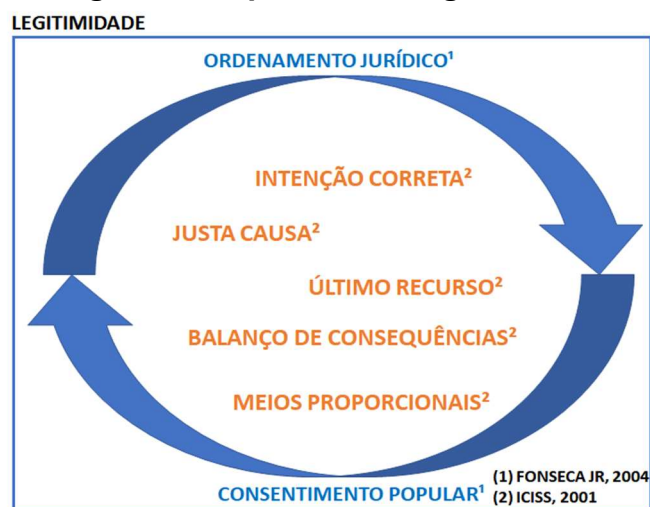 LEGITIMIDADE
ORDENAMENTO JURÍDICO¹
INTENÇÃO CORRETA²
JUSTA CAUSA²
ÚLTIMO RECURSO²
BALANÇO DE CONSEQUÊNCIAS²
MEIOS PROPORCIONAIS²
CONSENTIMENTO POPULAR¹
(1) FONSECA JR, 2004
(2) ICISS, 2001